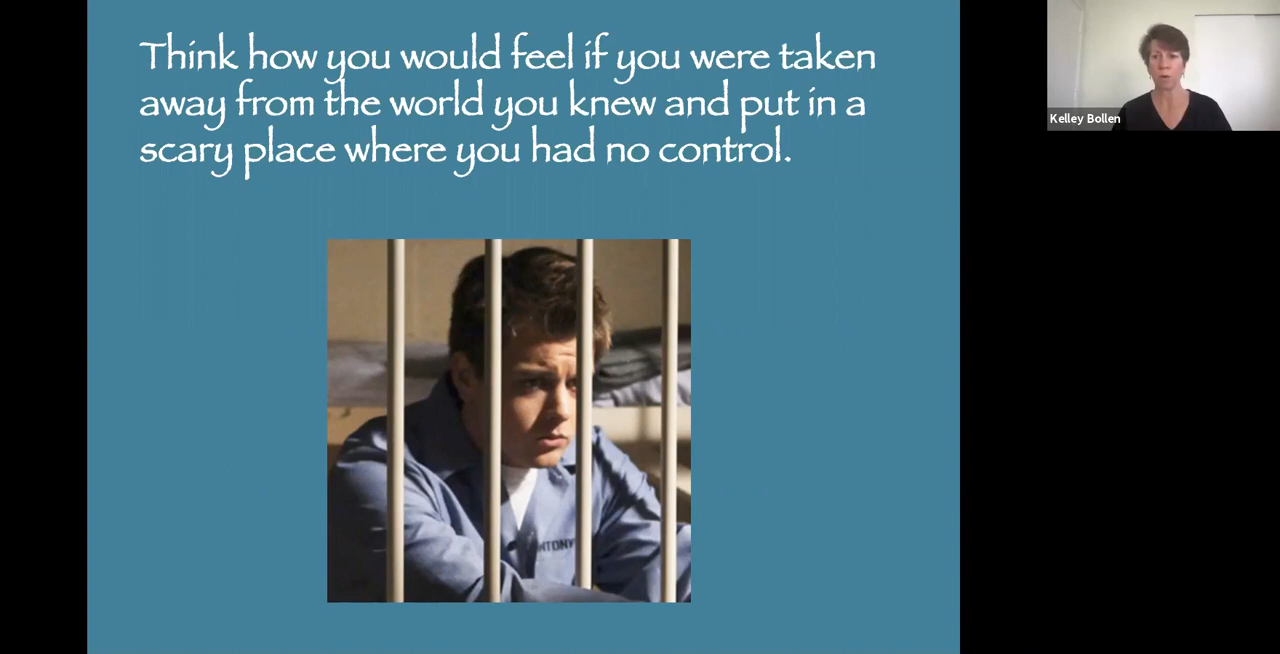 Think how you would feel if you were taken
away from the world you knew and put in a
scary place where you had no control.
Kelley Bollen